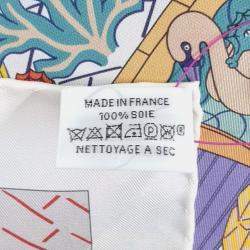 MADE IN FRANCE
100% SOIE
NETTOYAGE A SEC